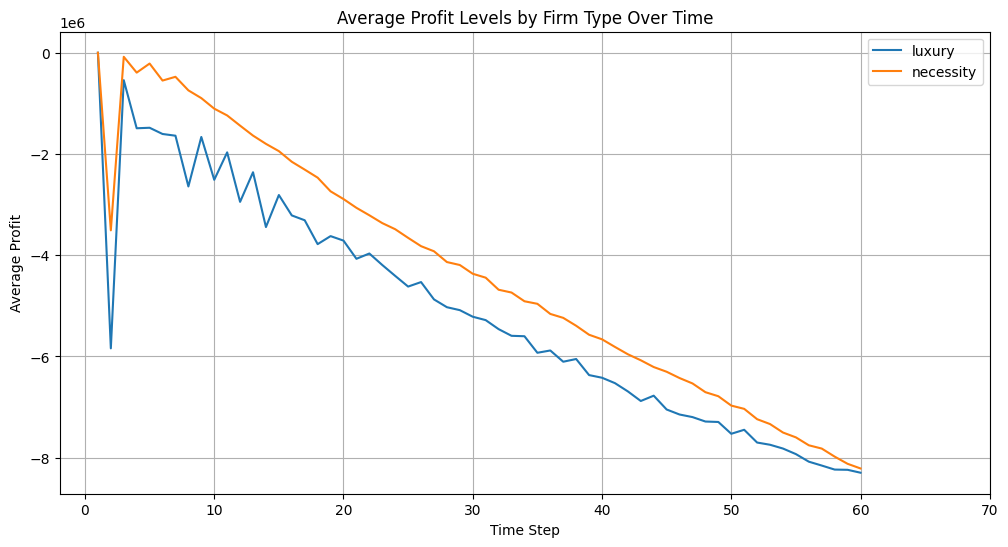 Average Profit Levels by Firm Type Over Time
1e6
luxury
necessity
0
−2
−4
−6
−8
Average Profit
0 10 20 30 40 50 60 70
Time Step